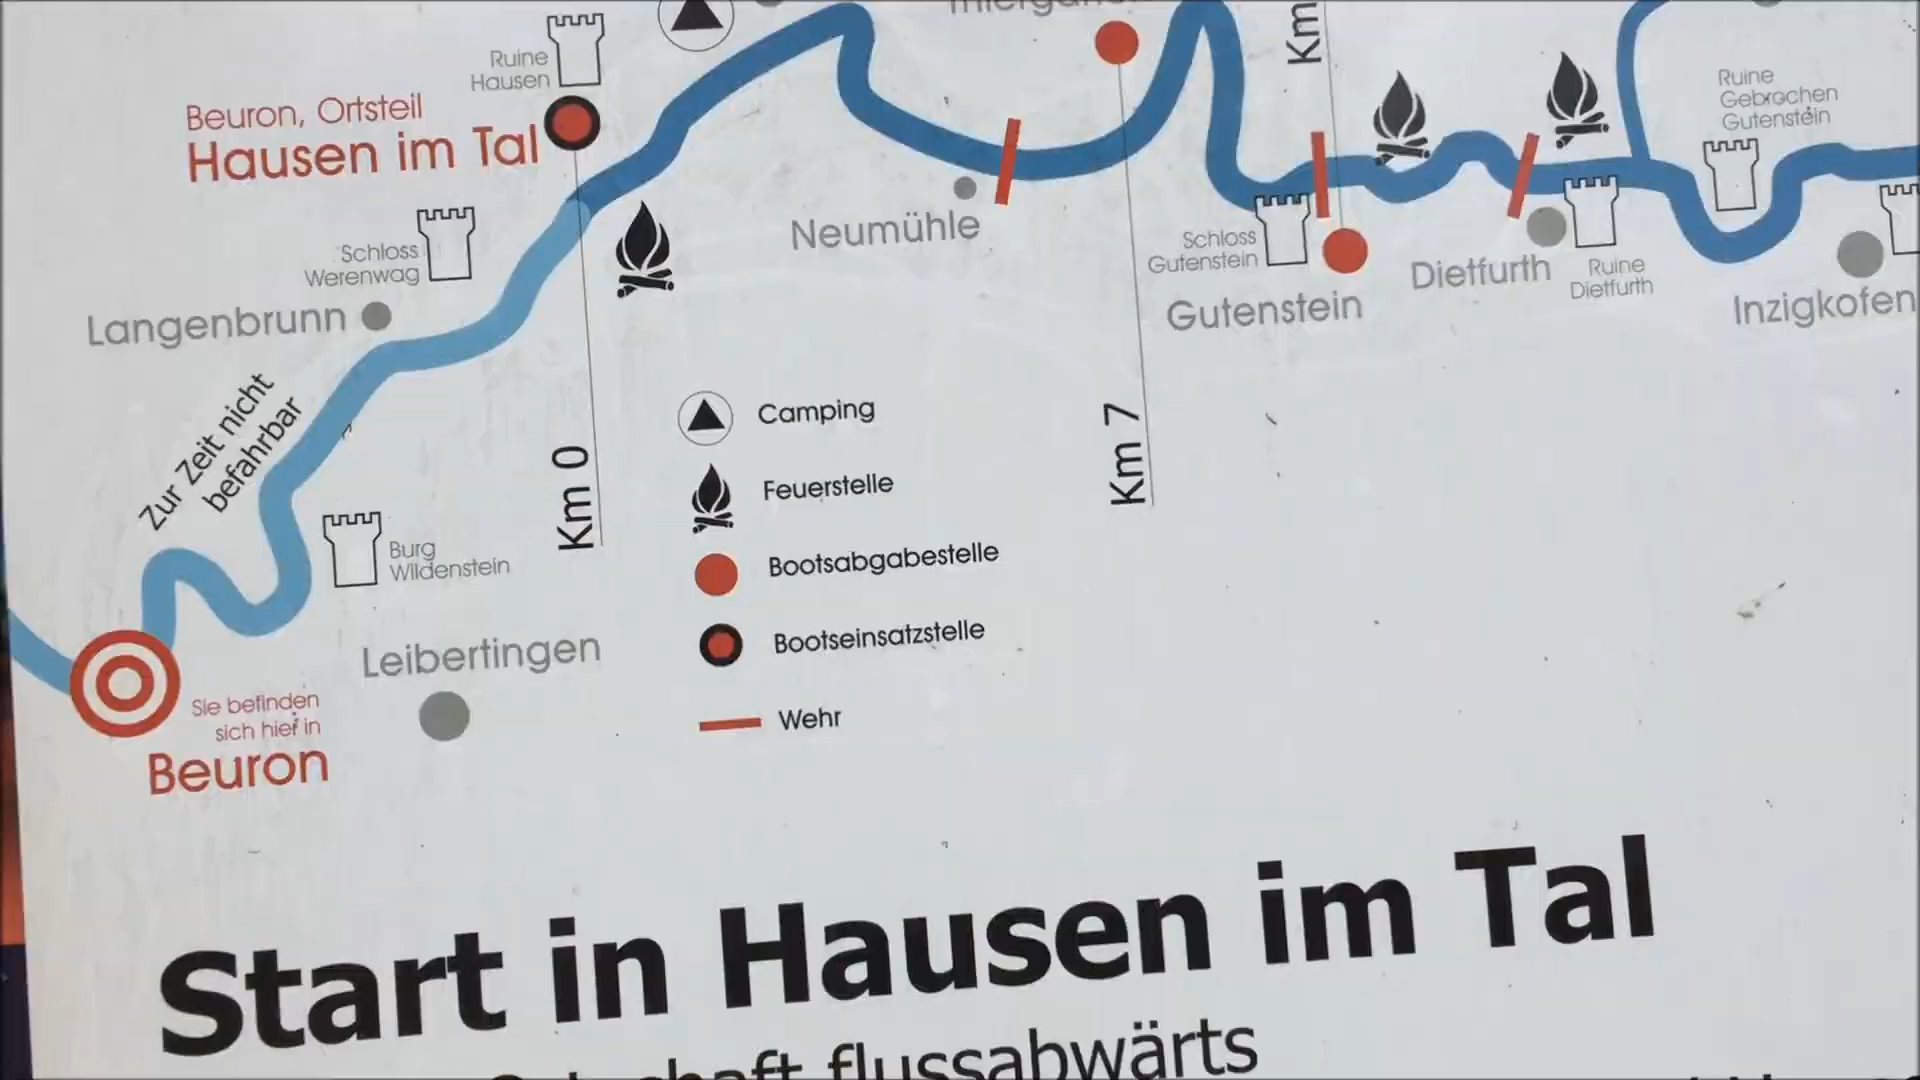 Ruine
Hausen
Beuron, Ortsteil
Hausen im Tal
Km
Ruine
Gebrochen
Gutenstein
Schloss
Werenwag
Langenbrunn
Neumühle
Schloss
Gutenstein
Gutenstein
Dietfurth
Ruine
Dietfurth
Inzigkofen
Zur Zeit nicht
befahrbar
Km 0
Km 7
Camping
Feuerstelle
Bootsabgabestelle
Bootseinsatzstelle
Wehr
Burg
Wildenstein
Leibertingen
Sie befinden
sich hier in
Beuron
Start in Hausen im Tal
flussabwärts